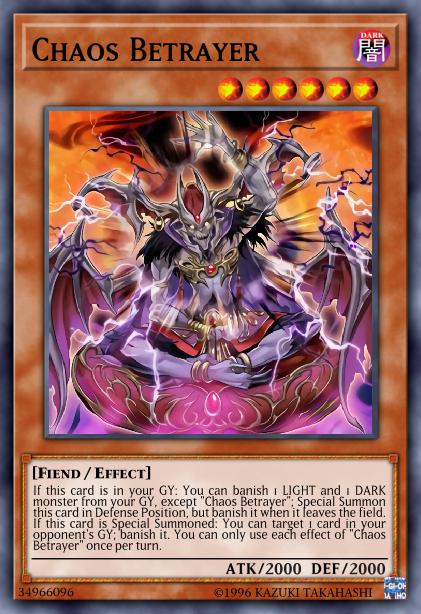 CHAOS BETRAYER
DARK
闇
[FIEND / EFFECT]
If this card is in your GY: You can banish 1 LIGHT and 1 DARK
monster from your GY, except "Chaos Betrayer"; Special Summon
this card in Defense Position, but banish it when it leaves the field.
If this card is Special Summoned: You can target 1 card in your
opponent's GY; banish it. You can only use each effect of "Chaos
Betrayer" once per turn.
ATK/2000 DEF/2000
34966096
©1996 KAZUKI TAKAHASHI